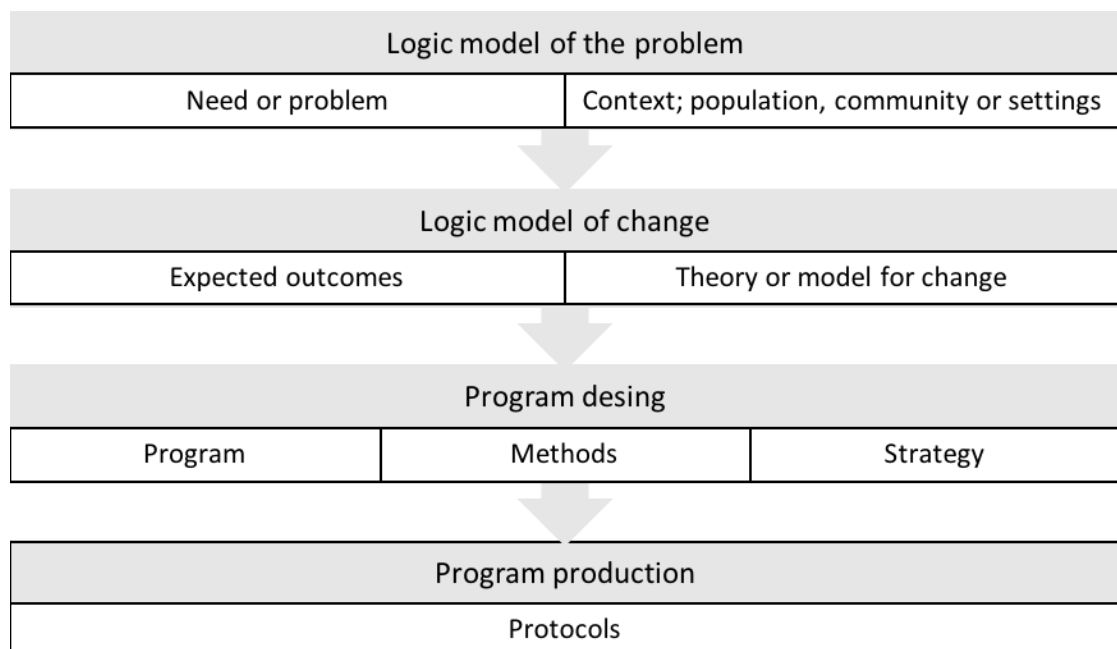 Logic model of the problem
Need or problem
Context; population, community or settings
Logic model of change
Expected outcomes
Theory or model for change
Program desing
Program
Methods
Strategy
Program production
Protocols